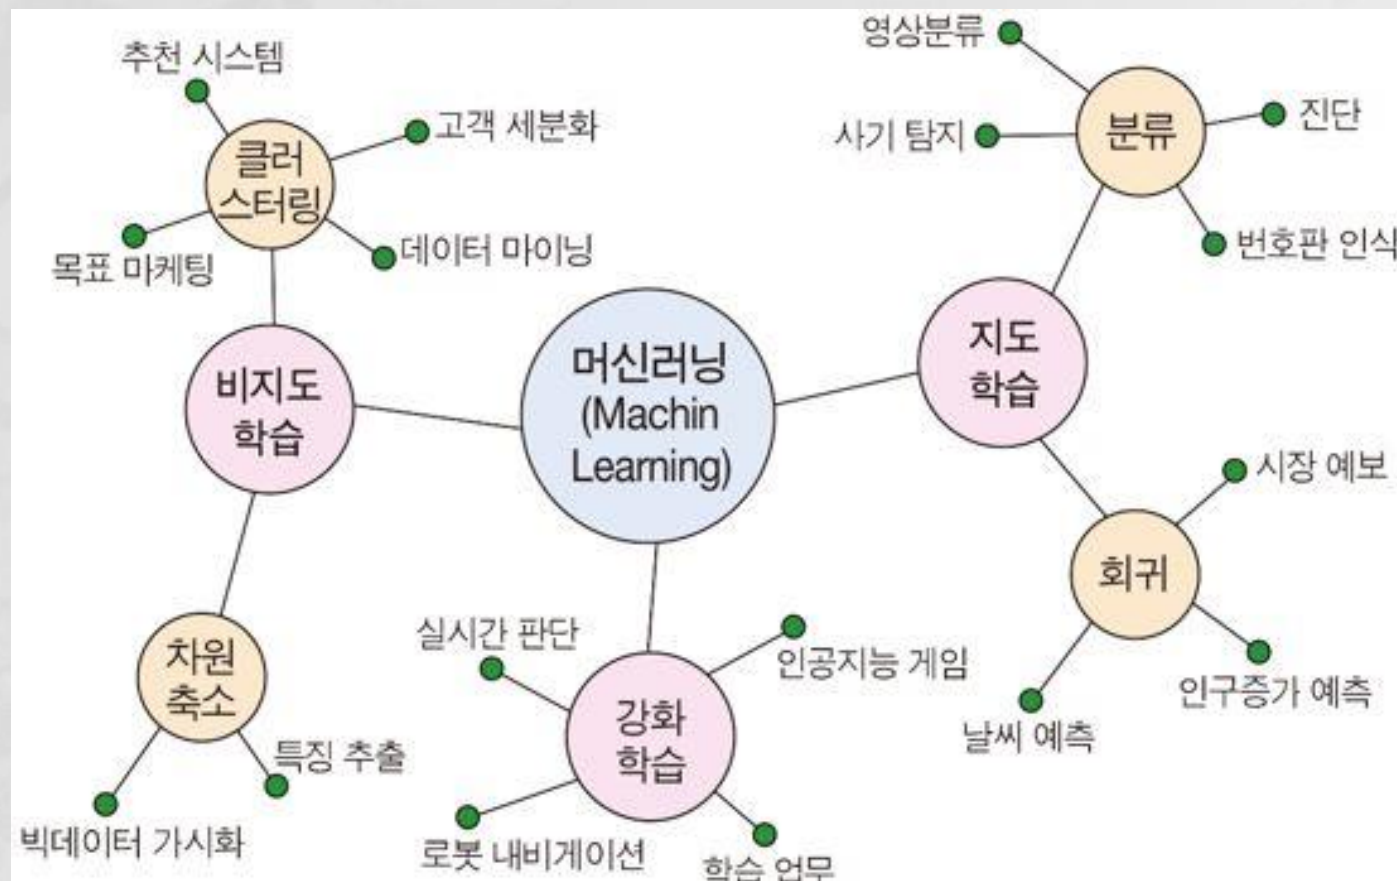 추천 시스템
고객 세분화
클러
스터링
목표 마케팅
데이터 마이닝
비지도
학습
차원
축소
특징 추출
빅데이터 가시화
머신러닝
(Machin
Learning)
실시간 판단
인공지능 게임
강화
학습
로봇 내비게이션
학습 업무
영상분류
사기 탐지
분류
진단
번호판 인식
지도
학습
시장 예보
회귀
인구증가 예측
날씨 예측